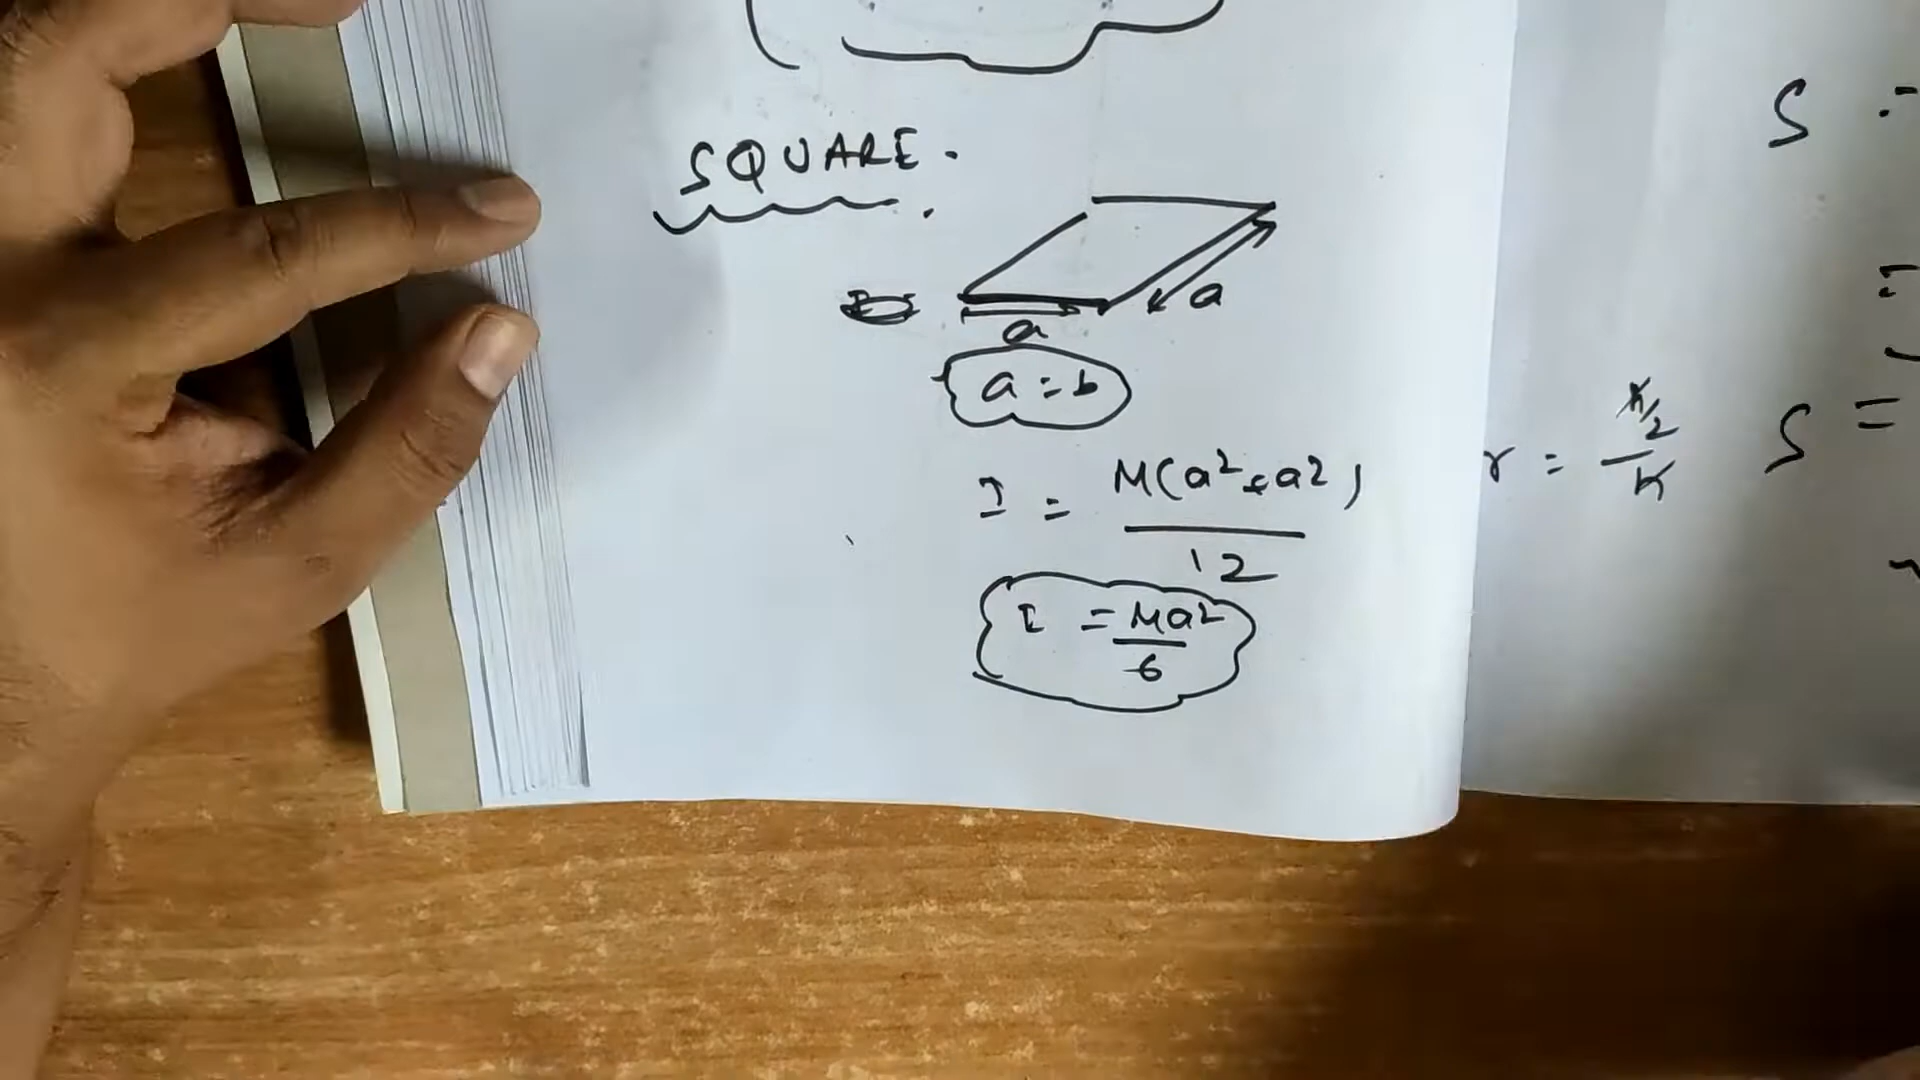 SQUARE.
a
a
a = b
I = M(a² + a²)
12
I = Ma²
6
S =
r = K/2
K
S =